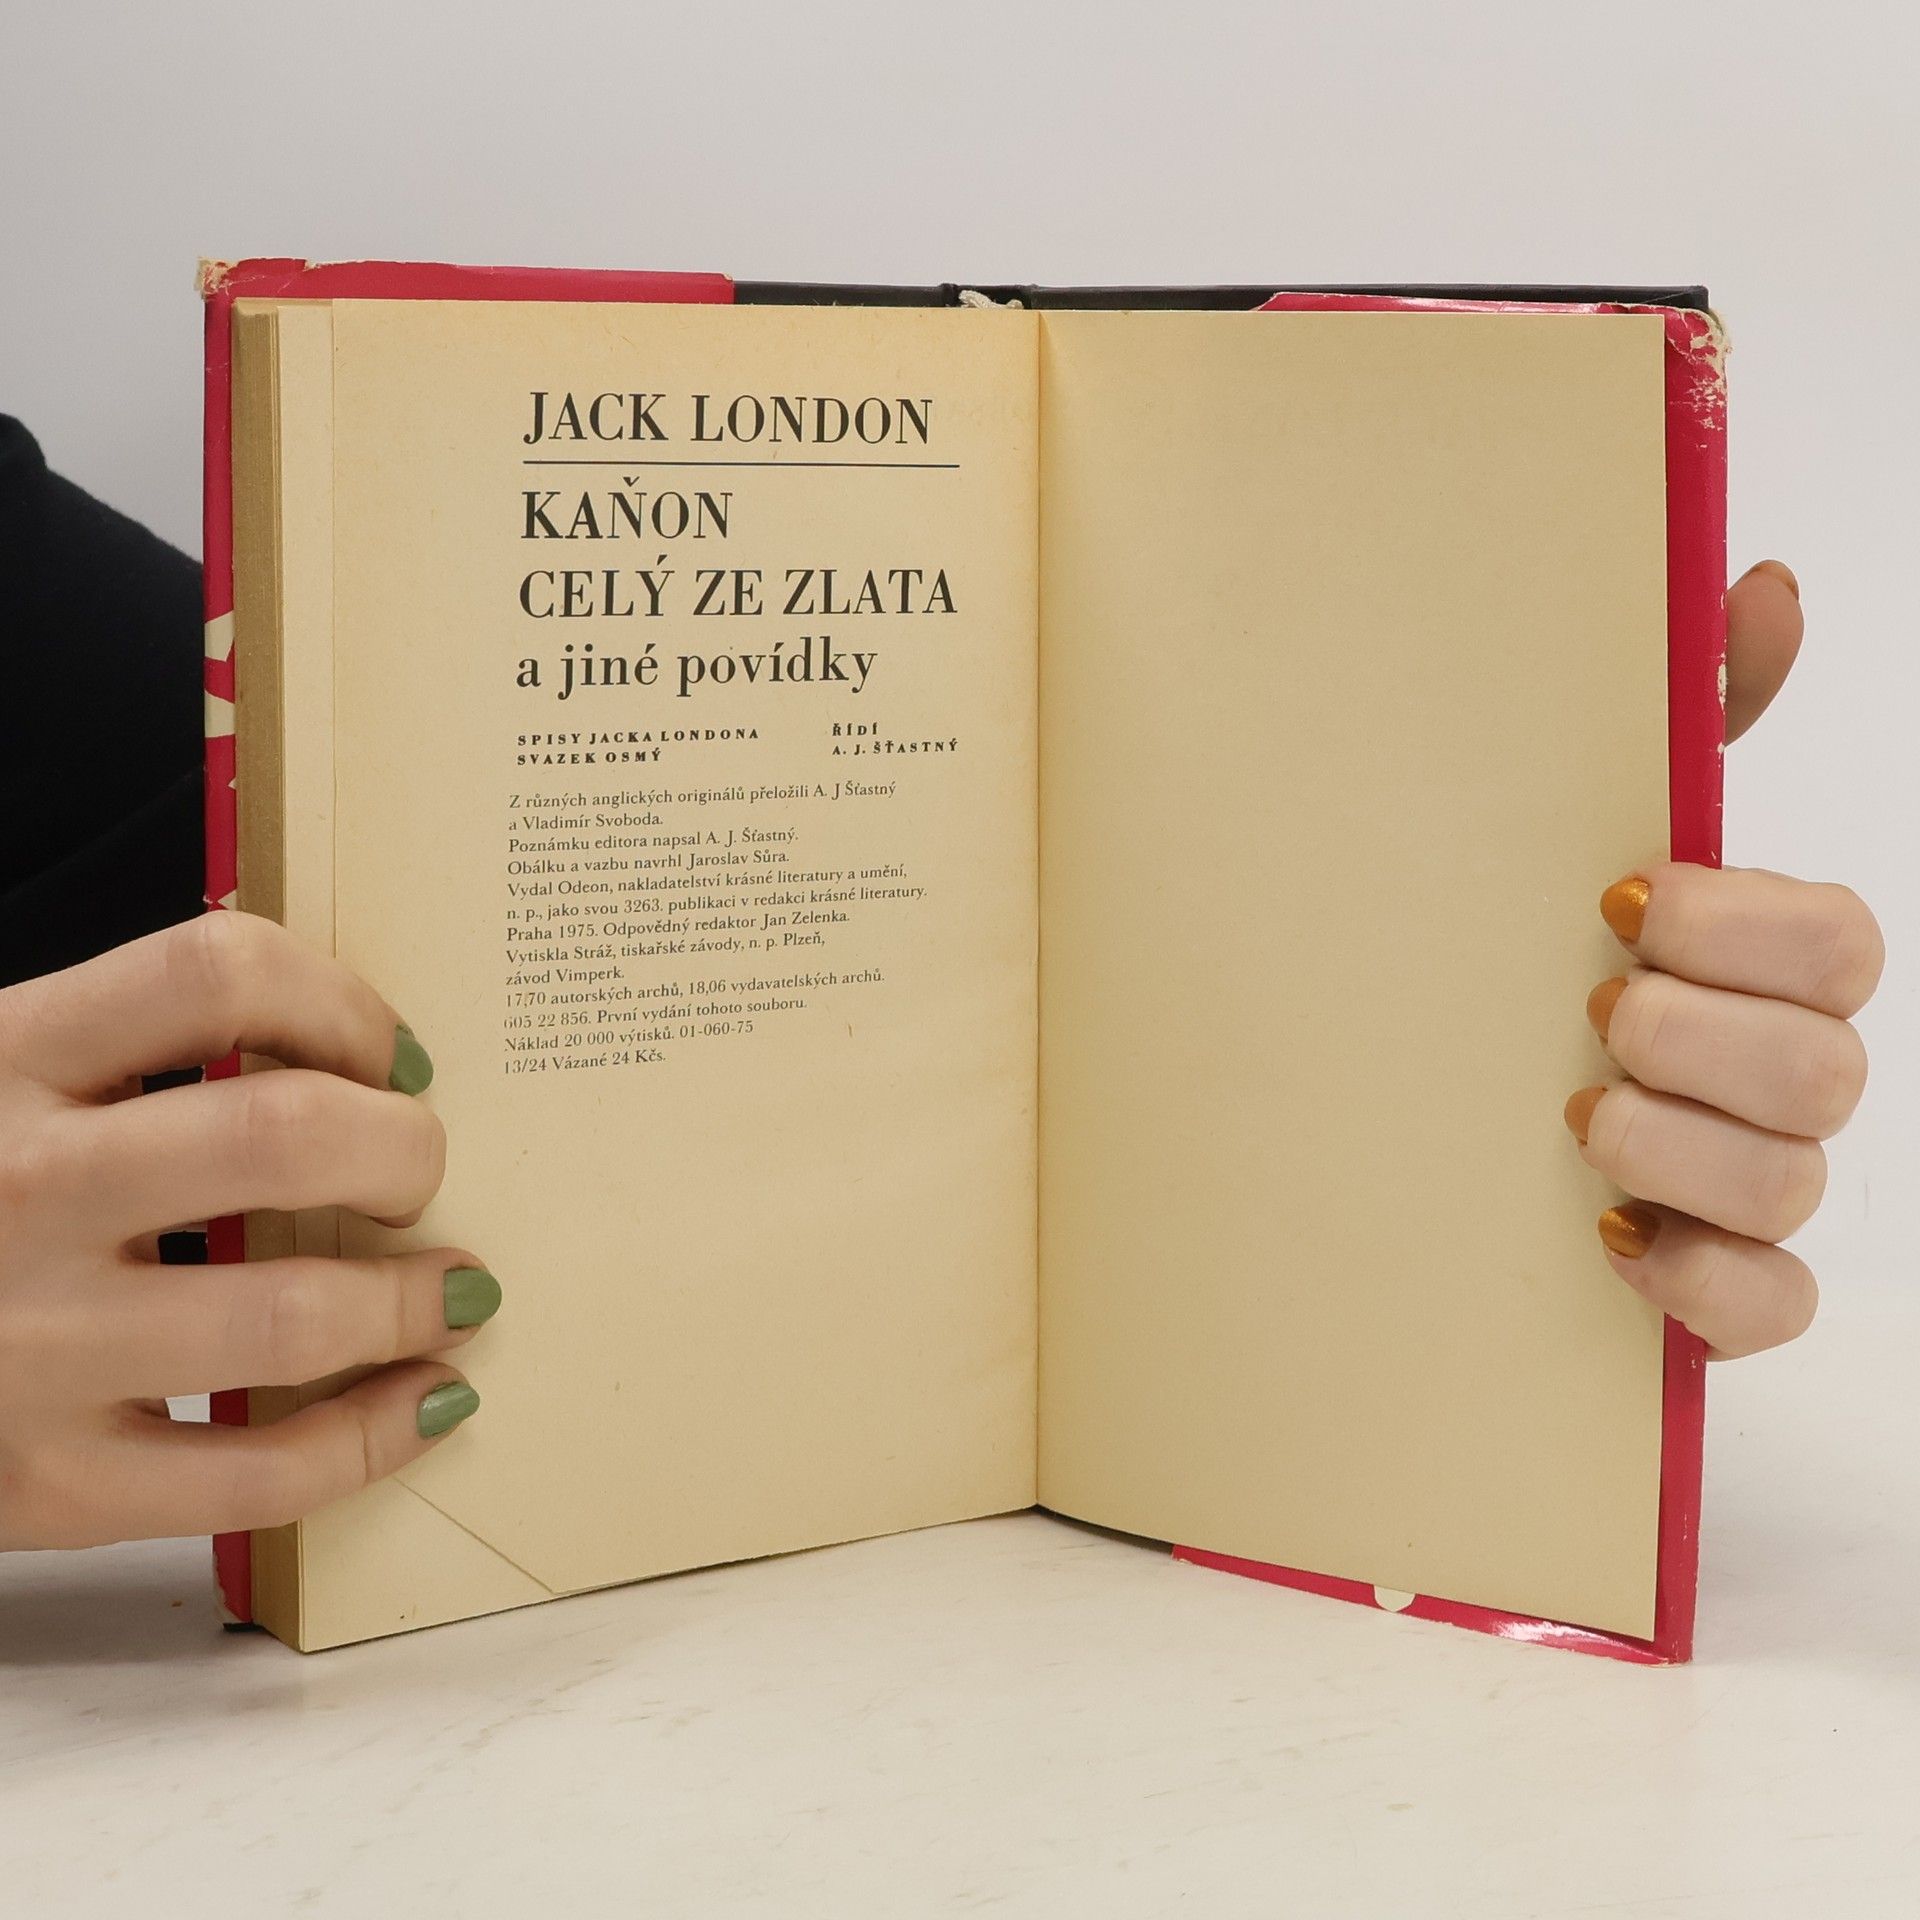 JACK LONDON
KAŇON
CELÝ ZE ZLATA
a jiné povídky
SPISY JACKA LONDONA
SVAZEK OSMÝ
ŘÍDÍ
A. J. ŠŤASTNÝ
Z různých anglických originálů přeložili A. J Šťastný
a Vladimír Svoboda.
Poznámku editora napsal A. J. Šťastný.
Obálku a vazbu navrhl Jaroslav Sůra.
Vydal Odeon, nakladatelství krásné literatury a umění,
n. p., jako svou 3263. publikaci v redakci krásné literatury.
Praha 1975. Odpovědný redaktor Jan Zelenka.
Vytiskla Stráž, tiskařské závody, n. p. Plzeň,
závod Vimperk.
17,70 autorských archů, 18,06 vydavatelských archů.
605 22 856. První vydání tohoto souboru.
Náklad 20 000 výtisků. 01-060-75
13/24 Vázané 24 Kčs.